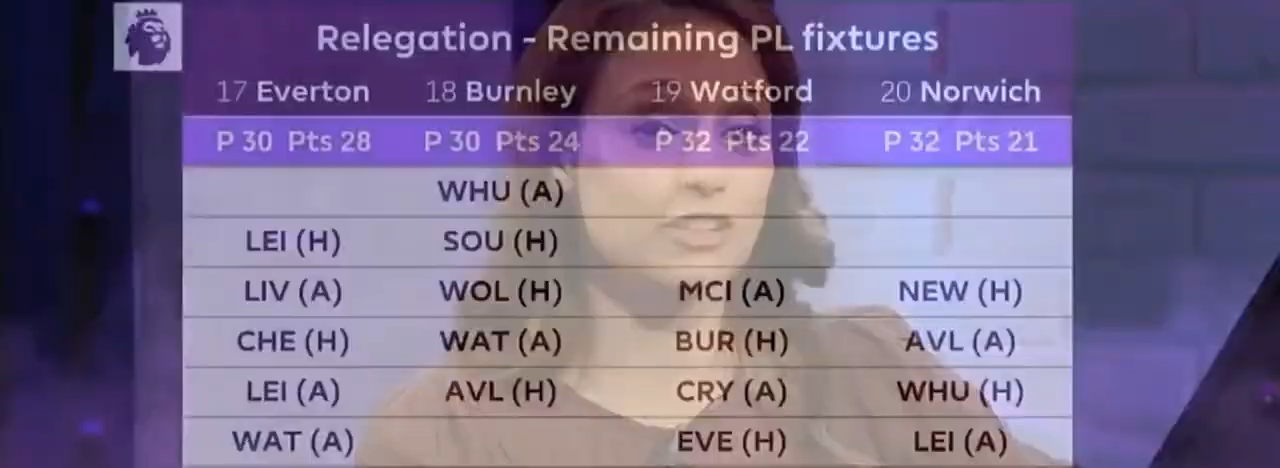 Relegation - Remaining PL fixtures
17 Everton 18 Burnley 19 Watford 20 Norwich
P 30 Pts 28 P 30 Pts 24 P 32 Pts 22 P 32 Pts 21
WHU (A)
LEI (H) SOU (H)
LIV (A) WOL (H) MCI (A) NEW (H)
CHE (H) WAT (A) BUR (H) AVL (A)
LEI (A) AVL (H) CRY (A) WHU (H)
WAT (A) EVE (H) LEI (A)